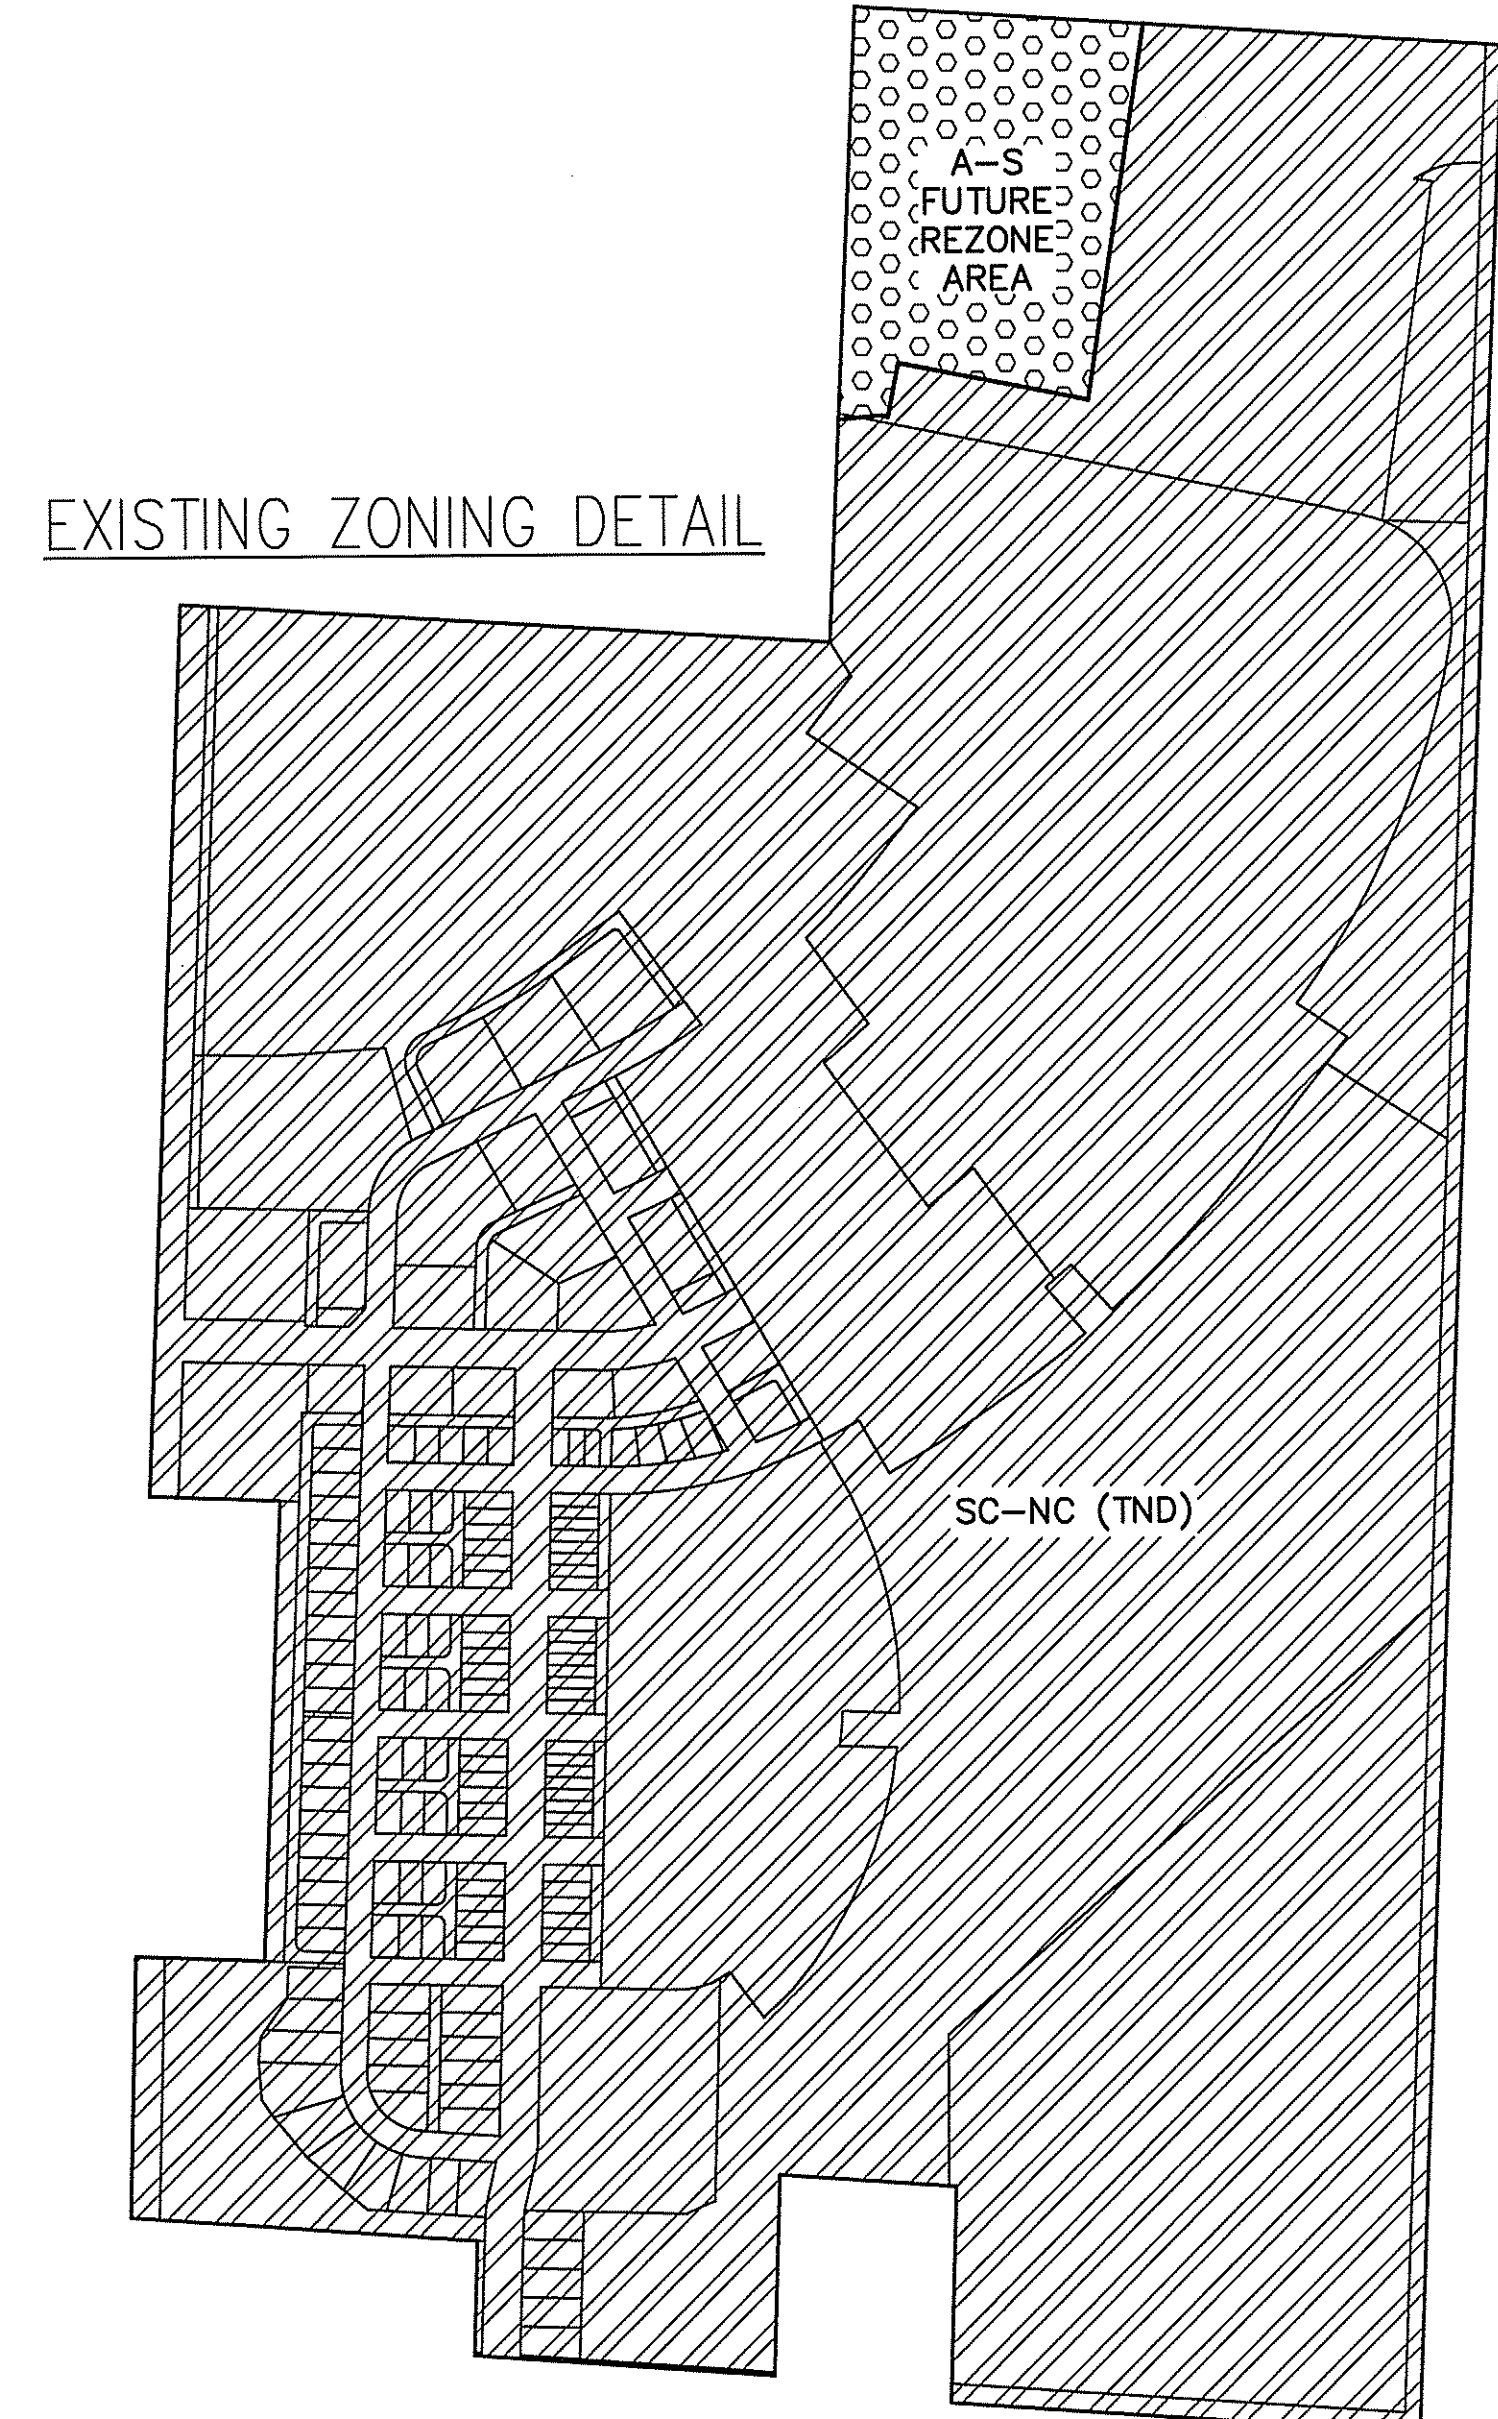 A-S
FUTURE
REZONE
AREA
EXISTING ZONING DETAIL
SC-NC (TND)